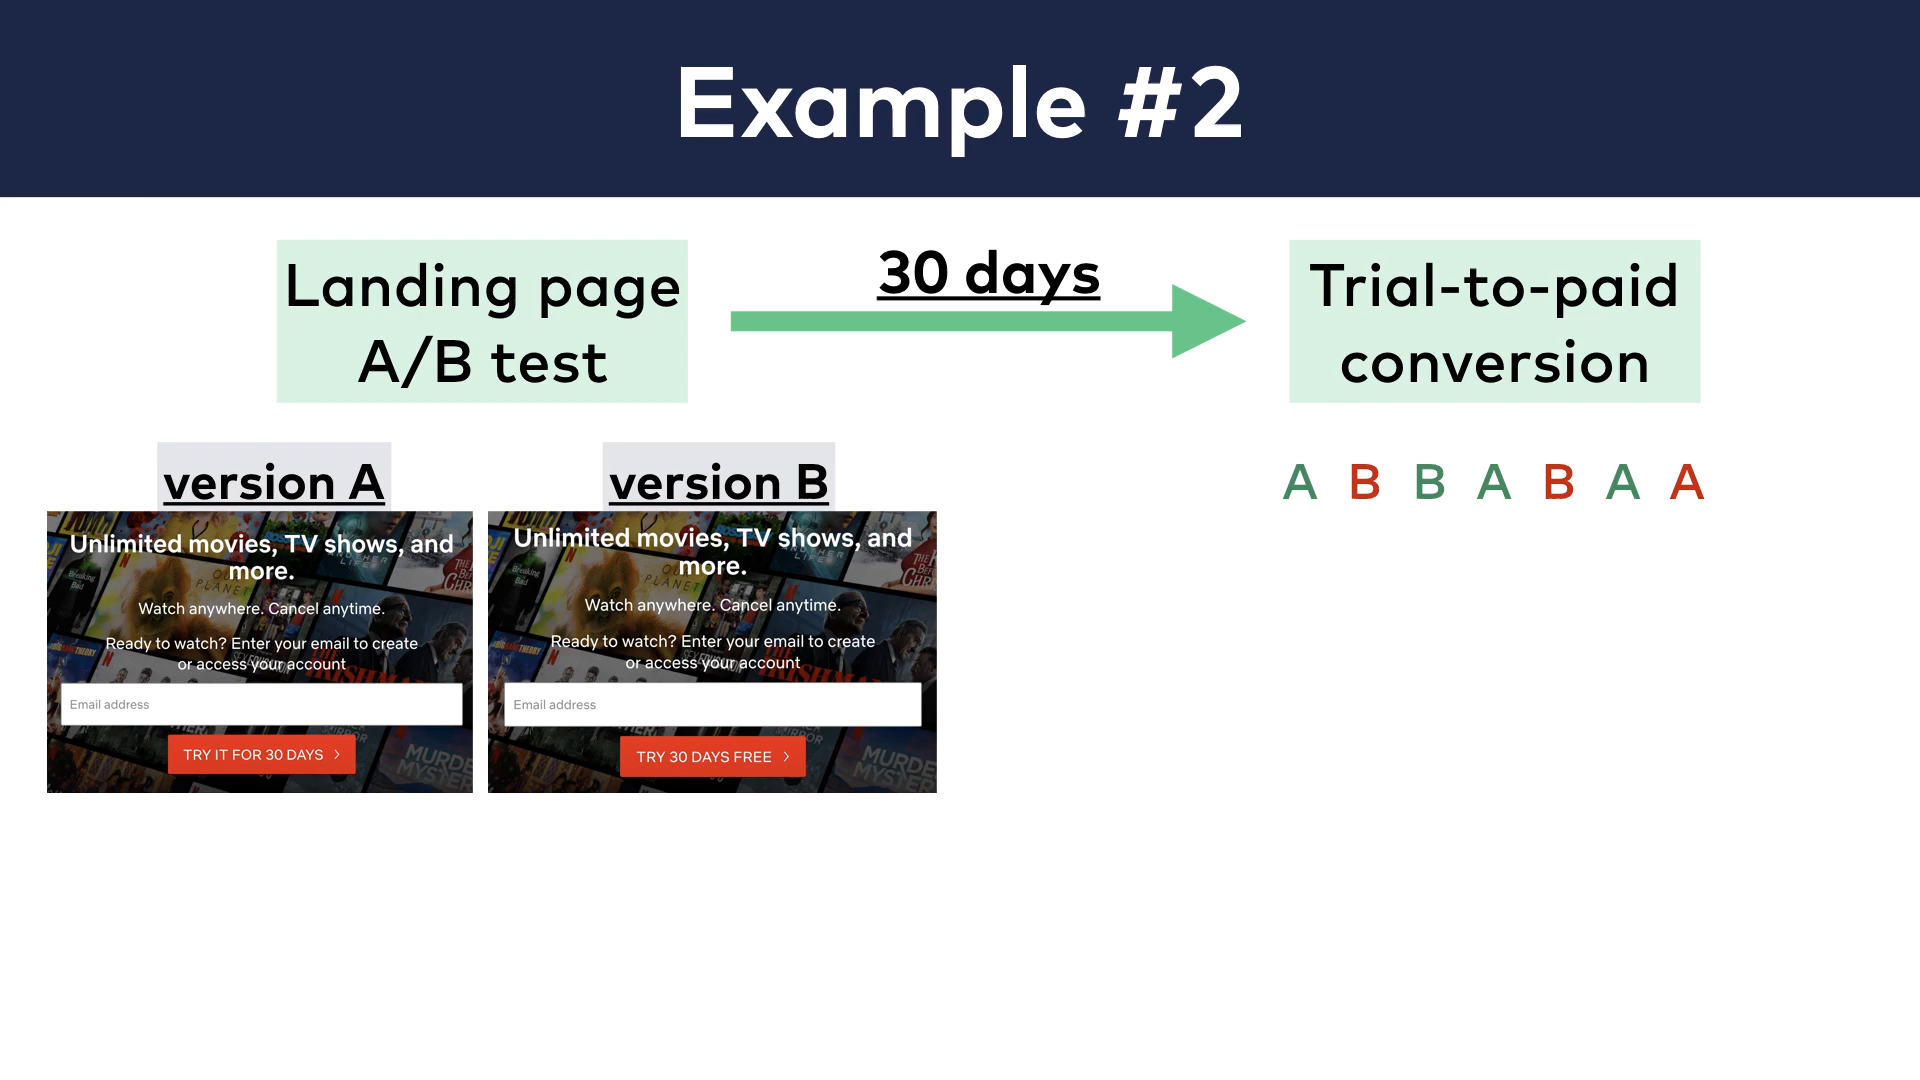 Example #2
Landing page
A/B test
30 days
Trial-to-paid
conversion
version A
version B
A B B A B A A
Unlimited movies, TV shows, and
more.
Watch anywhere. Cancel anytime.
Ready to watch? Enter your email to create
or access your account
Email address
TRY IT FOR 30 DAYS >
Unlimited movies, TV shows, and
more.
Watch anywhere. Cancel anytime.
Ready to watch? Enter your email to create
or access your account
Email address
TRY 30 DAYS FREE >